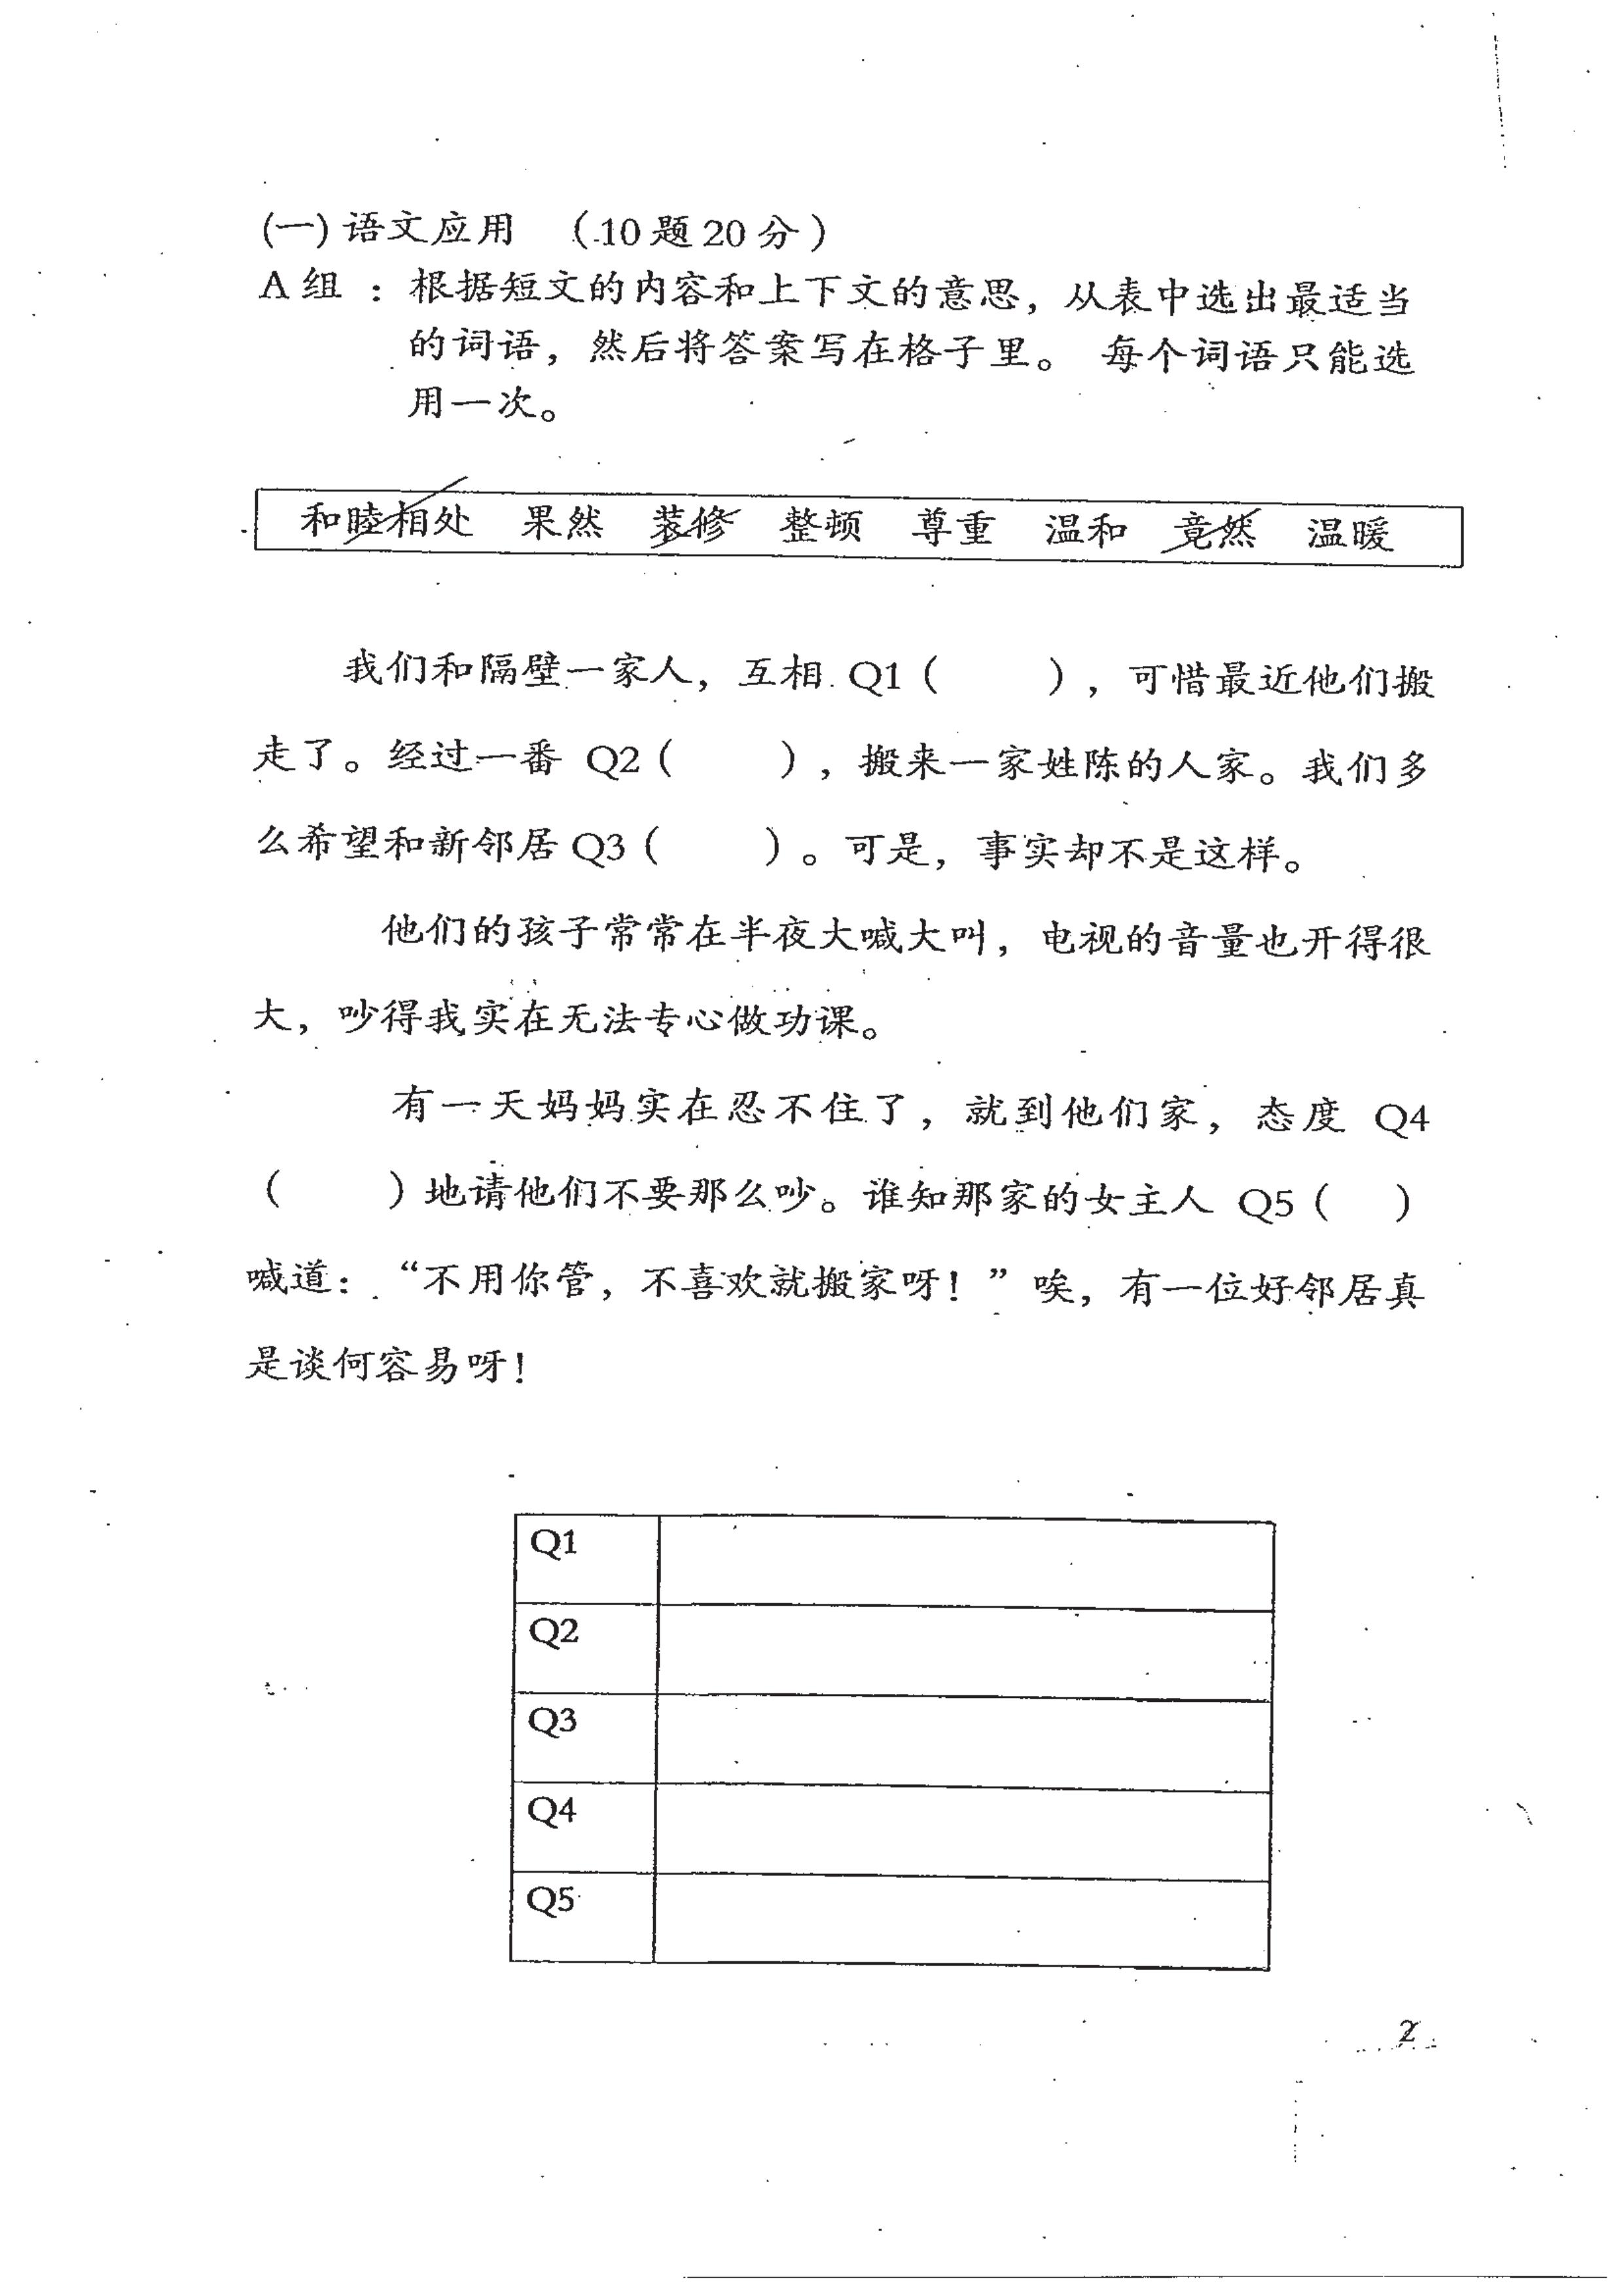 (一) 语文应用 （10题20分）
A组 ：根据短文的内容和上下文的意思，从表中选出最适当
的词语，然后将答案写在格子里。 每个词语只能选
用一次。
和睦相处 果然 装修 整顿 尊重 温和 竟然 温暖
我们和隔壁一家人，互相 Q1（ ），可惜最近他们搬
走了。经过一番 Q2（ ），搬来一家姓陈的人家。我们多
么希望和新邻居 Q3（ ）。可是，事实却不是这样。
他们的孩子常常在半夜大喊大叫，电视的音量也开得很
大，吵得我实在无法专心做功课。
有一天妈妈实在忍不住了，就到他们家，态度 Q4
（ ）地请他们不要那么吵。谁知那家的女主人 Q5（ ）
喊道：“不用你管，不喜欢就搬家呀！”唉，有一位好邻居真
是谈何容易呀！
Q1
Q2
Q3
Q4
Q5
2